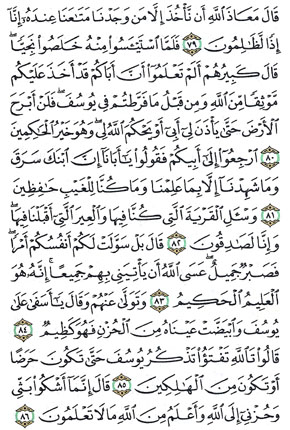 قَالَ مَعَاذَ ٱللَّهِ أَن نَّأْخُذَ إِلَّا مَن وَجَدْنَا مَتَـٰعَنَا عِندَهُۥٓ إِنَّآ
إِذًا لَّظَـٰلِمُونَ ٧٩ فَلَمَّا ٱسْتَيْـَٔسُوا۟ مِنْهُ خَلَصُوا۟ نَجِيًّا ۖ
قَالَ كَبِيرُهُمْ أَلَمْ تَعْلَمُوٓا۟ أَنَّ أَبَاكُمْ قَدْ أَخَذَ عَلَيْكُم
مَّوْثِقًا مِّنَ ٱللَّهِ وَمِن قَبْلُ مَا فَرَّطتُمْ فِى يُوسُفَ ۖ فَلَنْ أَبْرَحَ
ٱلْأَرْضَ حَتَّىٰ يَأْذَنَ لِىٓ أَبِىٓ أَوْ يَحْكُمَ ٱللَّهُ لِى ۖ وَهُوَ خَيْرُ ٱلْحَـٰكِمِينَ
٨٠ ٱرْجِعُوٓا۟ إِلَىٰٓ أَبِيكُمْ فَقُولُوا۟ يَـٰٓأَبَانَآ إِنَّ ٱبْنَكَ سَرَقَ
وَمَا شَهِدْنَآ إِلَّا بِمَا عَلِمْنَا وَمَا كُنَّا لِلْغَيْبِ حَـٰفِظِينَ
٨١ وَسْـَٔلِ ٱلْقَرْيَةَ ٱلَّتِى كُنَّا فِيهَا وَٱلْعِيرَ ٱلَّتِىٓ أَقْبَلْنَا فِيهَا ۖ
وَإِنَّا لَصَـٰدِقُونَ ٨٢ قَالَ بَلْ سَوَّلَتْ لَكُمْ أَنفُسُكُمْ أَمْرًا ۖ
فَصَبْرٌ جَمِيلٌ ۖ عَسَى ٱللَّهُ أَن يَأْتِيَنِى بِهِمْ جَمِيعًا ۚ إِنَّهُۥ هُوَ
ٱلْعَلِيمُ ٱلْحَكِيمُ ٨٣ وَتَوَلَّىٰ عَنْهُمْ وَقَالَ يَـٰٓأَسَفَىٰ عَلَىٰ
يُوسُفَ وَٱبْيَضَّتْ عَيْنَاهُ مِنَ ٱلْحُزْنِ فَهُوَ كَظِيمٌ ٨٤
قَالُوا۟ تَٱللَّهِ تَفْتَؤُا۟ تَذْكُرُ يُوسُفَ حَتَّىٰ تَكُونَ حَرَضًا
أَوْ تَكُونَ مِنَ ٱلْهَـٰلِكِينَ ٨٥ قَالَ إِنَّمَآ أَشْكُوا۟ بَثِّى
وَحُزْنِىٓ إِلَى ٱللَّهِ وَأَعْلَمُ مِنَ ٱللَّهِ مَا لَا تَعْلَمُونَ ٨٦